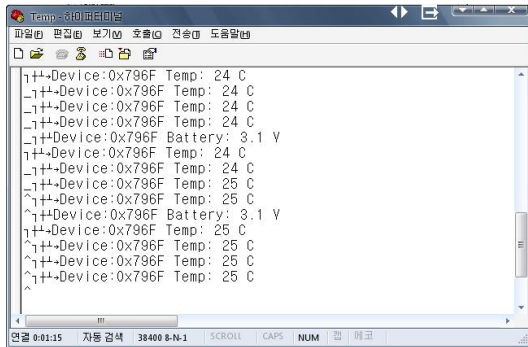 Temp - 하이퍼터미널
파일(F) 편집(E) 보기(V) 호출(C) 전송(T) 도움말(H)
┐┼┴→Device:0x796F Temp: 24 C
_┐┼┴→Device:0x796F Temp: 24 C
_┐┼┴→Device:0x796F Temp: 24 C
_┐┼┴→Device:0x796F Temp: 24 C
_┐┼┴Device:0x796F Battery: 3.1 V
┐┼┴→Device:0x796F Temp: 24 C
_┐┼┴→Device:0x796F Temp: 24 C
_┐┼┴→Device:0x796F Temp: 25 C
^┐┼┴→Device:0x796F Temp: 25 C
^┐┼┴Device:0x796F Battery: 3.1 V
┐┼┴→Device:0x796F Temp: 25 C
^┐┼┴→Device:0x796F Temp: 25 C
^┐┼┴→Device:0x796F Temp: 25 C
^┐┼┴→Device:0x796F Temp: 25 C
^
연결 0:01:15 자동 검색 38400 8-N-1 SCROLL CAPS NUM 캡 에코